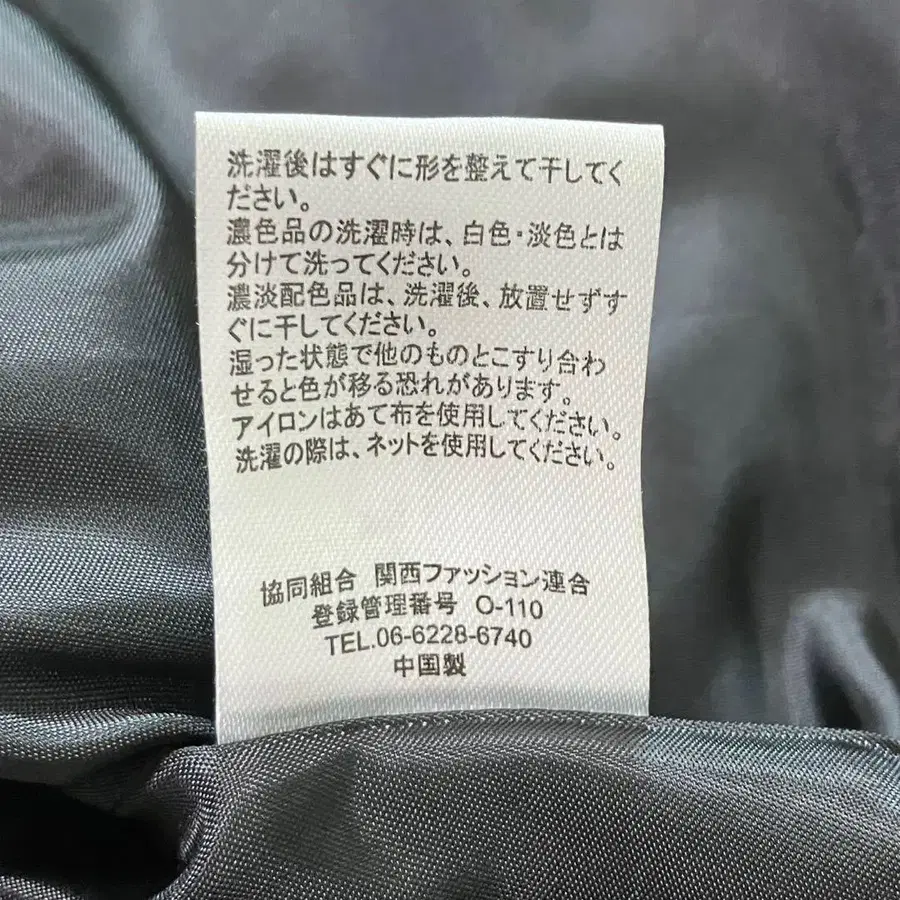 洗濯後はすぐに形を整えて干してく
ださい。
濃色品の洗濯時は、白色・淡色とは
分けて洗ってください。
濃淡配色品は、洗濯後、放置せずす
ぐに干してください。
湿った状態で他のものとこすり合わ
せると色が移る恐れがあります。
アイロンはあて布を使用してください。
洗濯の際は、ネットを使用してください。
協同組合 関西ファッション連合
登録管理番号 O-110
TEL.06-6228-6740
中国製